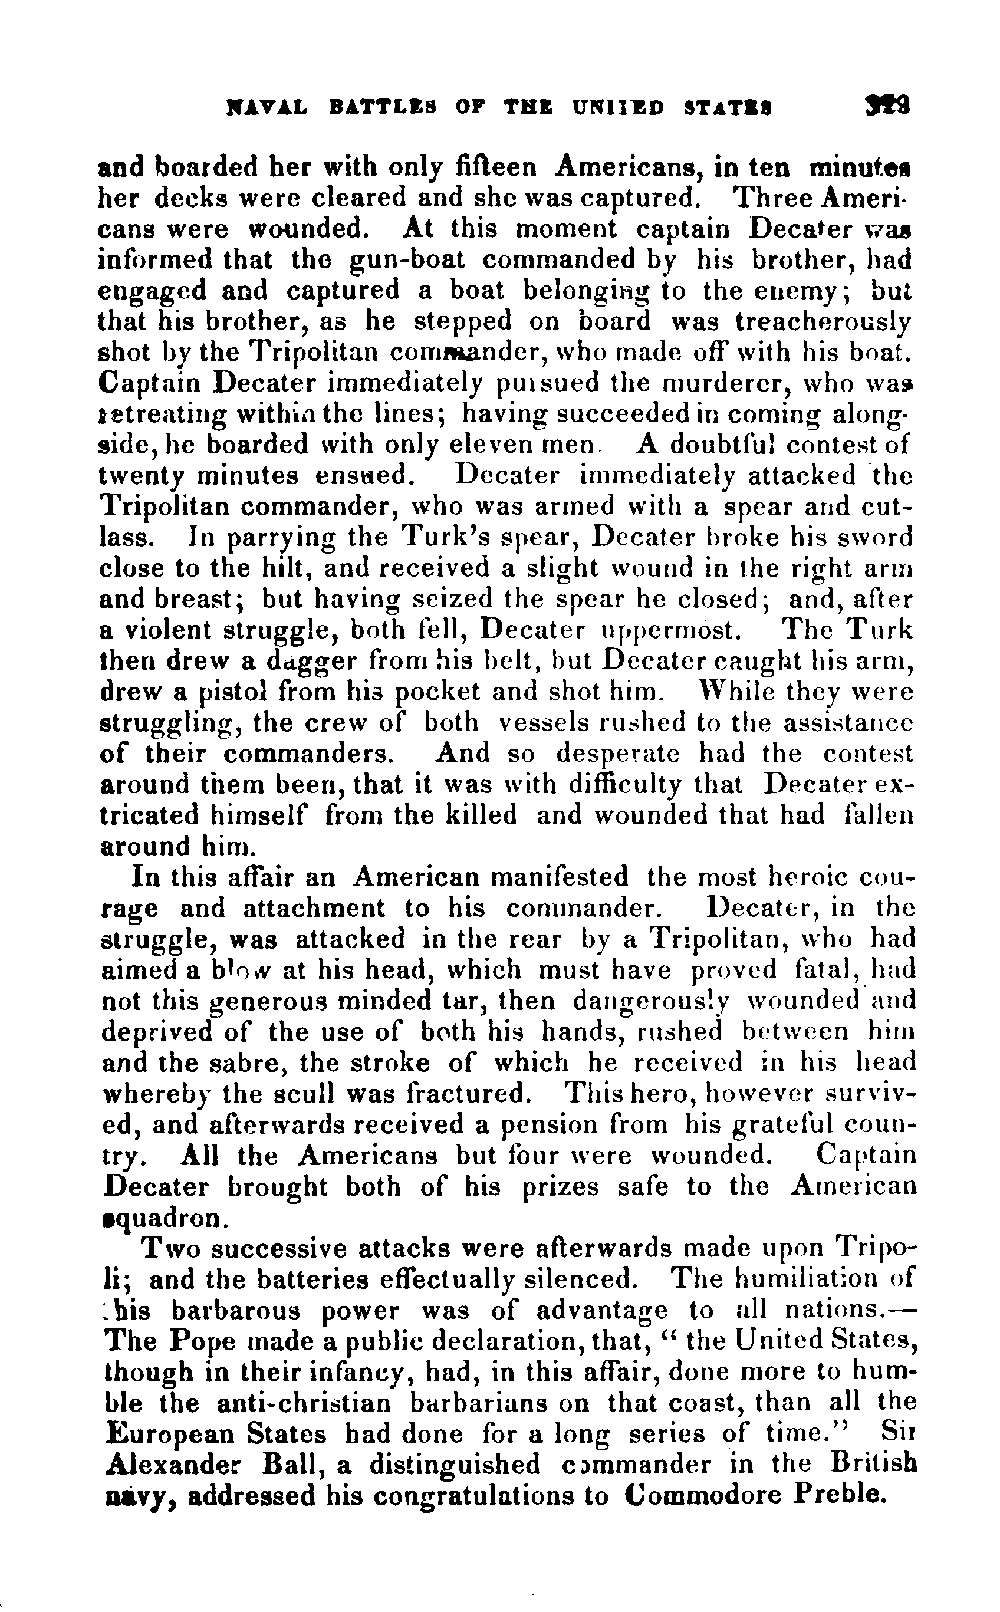 NAVAL BATTLES OF THE UNITED STATES
and boarded her with only fifteen Americans, in ten minutes
her decks were cleared and she was captured. Three Ameri-
cans were wounded. At this moment captain Decater was
informed that the gun-boat commanded by his brother, had
engaged and captured a boat belonging to the enemy; but
that his brother, as he stepped on board was treacherously
shot by the Tripolitan commander, who made off with his boat.
Captain Decater immediately pursued the murderer, who was
retreating within the lines; having succeeded in coming along-
side, he boarded with only eleven men. A doubtful contest of
twenty minutes ensued. Decater immediately attacked the
Tripolitan commander, who was armed with a spear and cut-
lass. In parrying the Turk's spear, Decater broke his sword
close to the hilt, and received a slight wound in the right arm
and breast; but having seized the spear he closed; and, after
a violent struggle, both fell, Decater uppermost. The Turk
then drew a dagger from his belt, but Decater caught his arm,
drew a pistol from his pocket and shot him. While they were
struggling, the crew of both vessels rushed to the assistance
of their commanders. And so desperate had the contest
around them been, that it was with difficulty that Decater ex-
tricated himself from the killed and wounded that had fallen
around him.
In this affair an American manifested the most heroic cou-
rage and attachment to his commander. Decater, in the
struggle, was attacked in the rear by a Tripolitan, who had
aimed a blow at his head, which must have proved fatal, had
not this generous minded tar, then dangerously wounded and
deprived of the use of both his hands, rushed between him
and the sabre, the stroke of which he received in his head
whereby the scull was fractured. This hero, however surviv-
ed, and afterwards received a pension from his grateful coun-
try. All the Americans but four were wounded. Captain
Decater brought both of his prizes safe to the American
squadron.
Two successive attacks were afterwards made upon Tripo-
li; and the batteries effectually silenced. The humiliation of
this barbarous power was of advantage to all nations.—
The Pope made a public declaration, that, " the United States,
though in their infancy, had, in this affair, done more to hum-
ble the anti-christian barbarians on that coast, than all the
European States had done for a long series of time." Sir
Alexander Ball, a distinguished commander in the British
navy, addressed his congratulations to Commodore Preble.